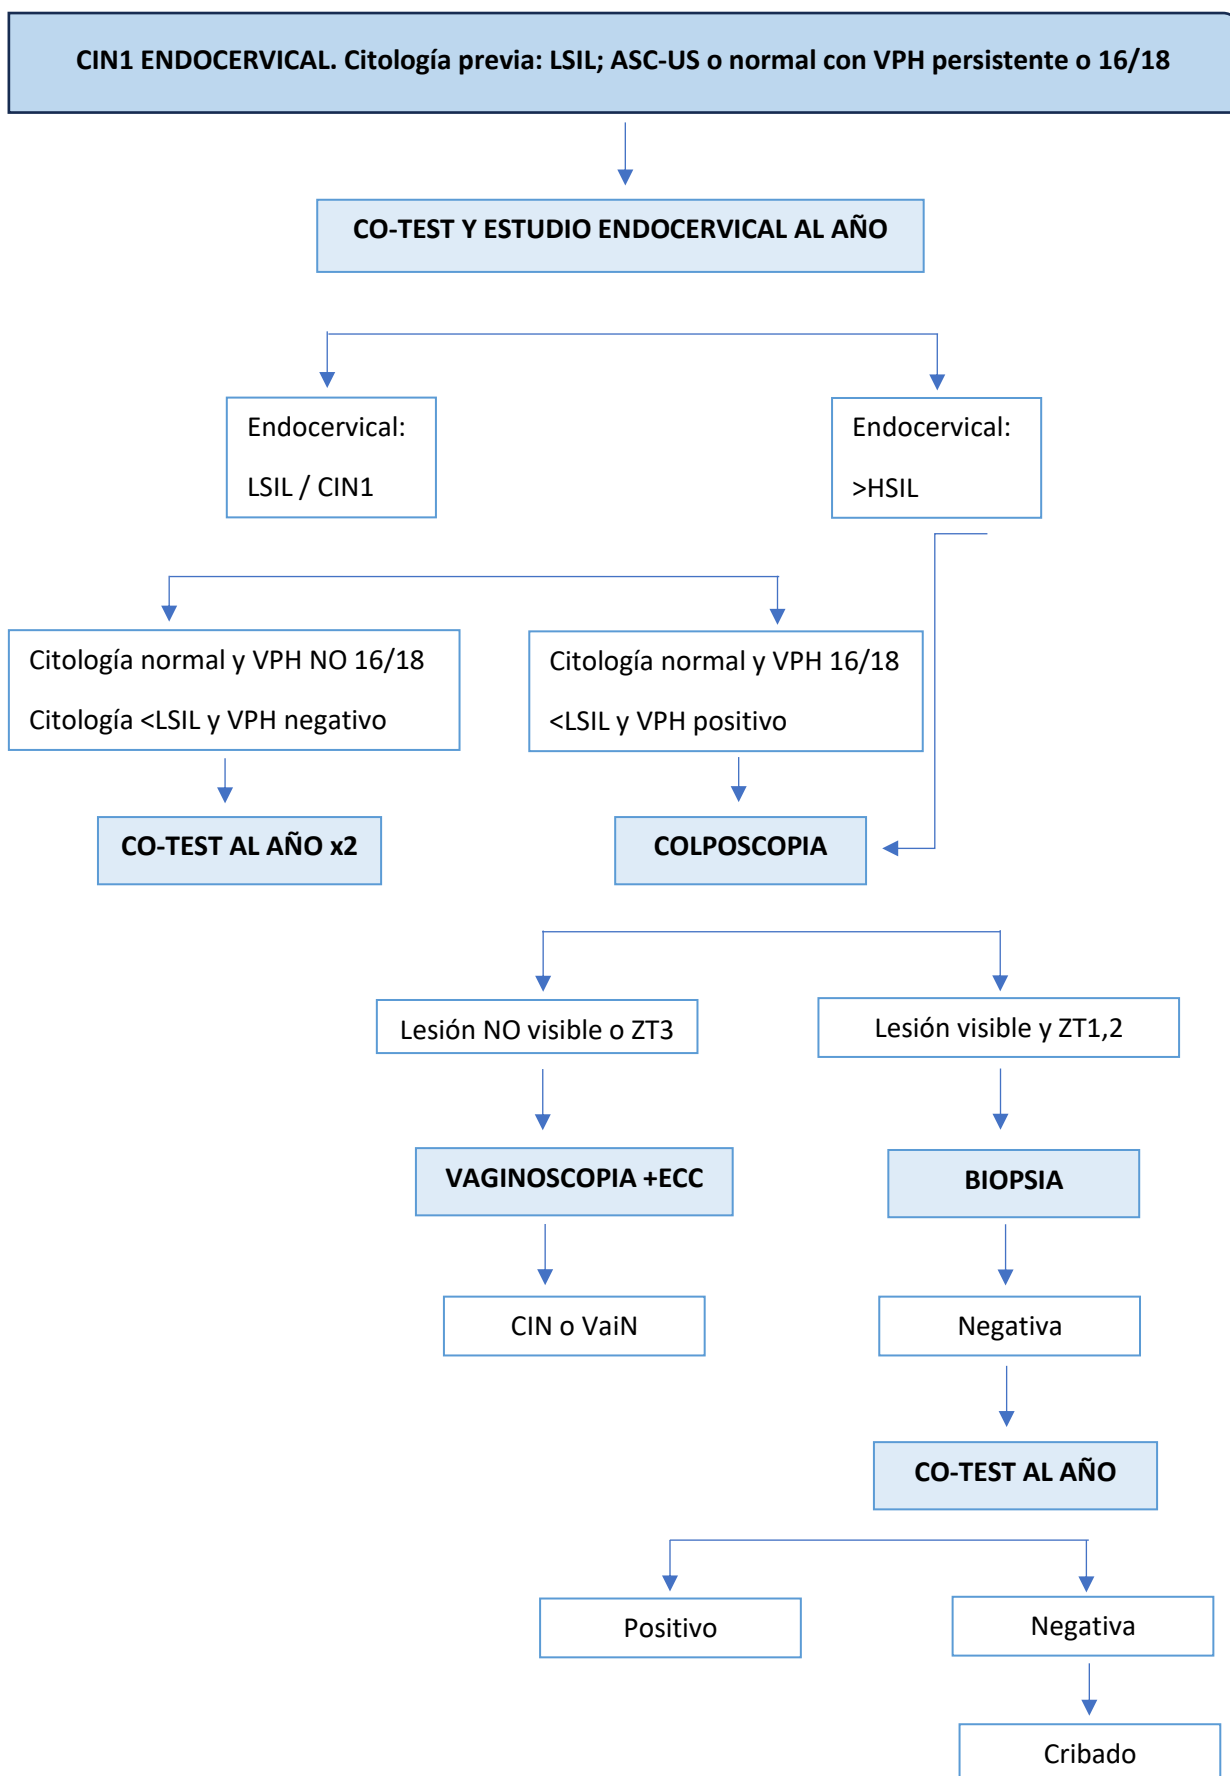 CIN1 ENDOCERVICAL. Citología previa: LSIL; ASC-US o normal con VPH persistente o 16/18
CO-TEST Y ESTUDIO ENDOCERVICAL AL AÑO
Endocervical:
LSIL / CIN1
Endocervical:
>HSIL
Citología normal y VPH NO 16/18
Citología <LSIL y VPH negativo
Citología normal y VPH 16/18
<LSIL y VPH positivo
CO-TEST AL AÑO x2
COLPOSCOPIA
Lesión NO visible o ZT3
Lesión visible y ZT1,2
VAGINOSCOPIA +ECC
BIOPSIA
CIN o VaiN
Negativa
CO-TEST AL AÑO
Positivo
Negativa
Cribado